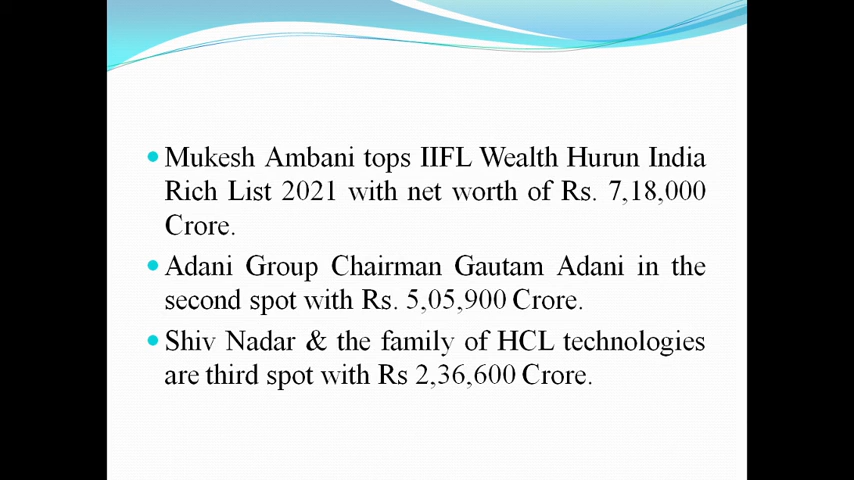 Mukesh Ambani tops IIFL Wealth Hurun India
Rich List 2021 with net worth of Rs. 7,18,000
Crore.
Adani Group Chairman Gautam Adani in the
second spot with Rs. 5,05,900 Crore.
Shiv Nadar & the family of HCL technologies
are third spot with Rs 2,36,600 Crore.